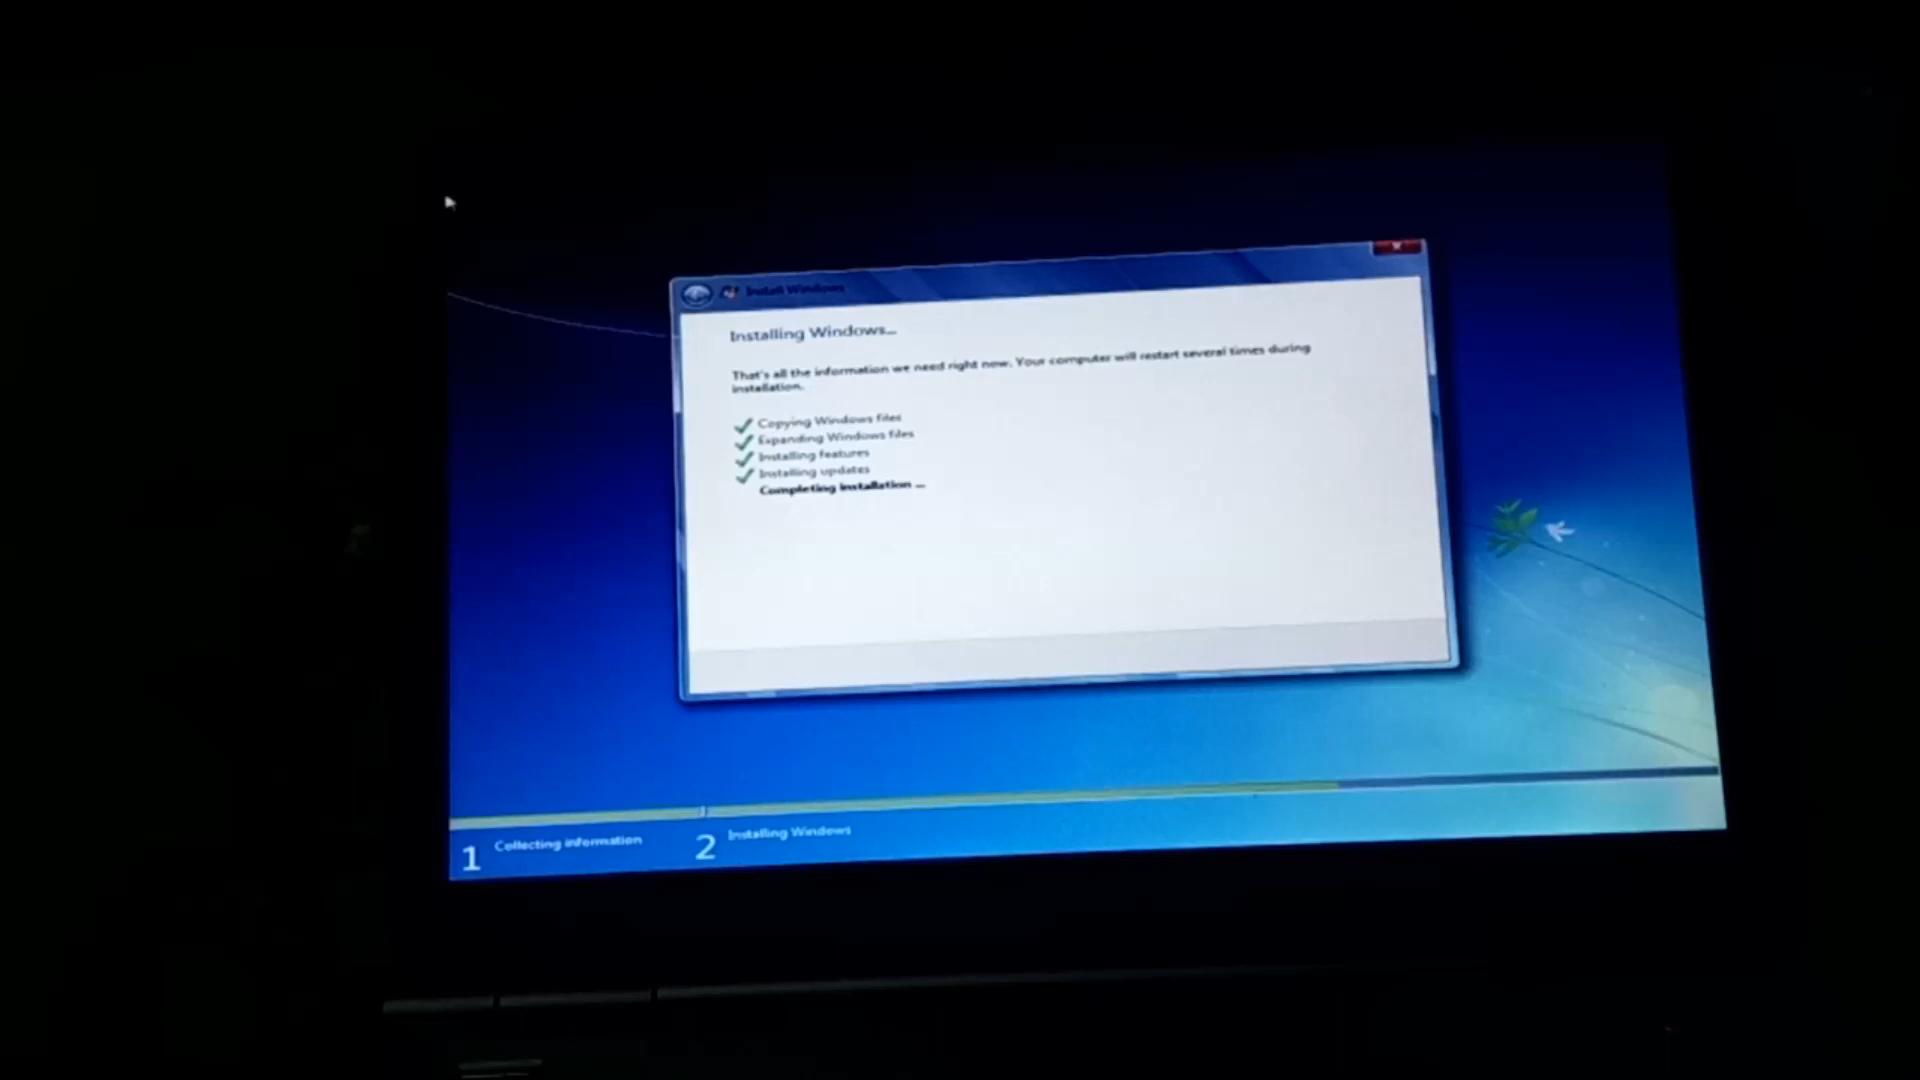 Install Windows
Installing Windows...
That's all the information we need right now. Your computer will restart several times during
installation.
Copying Windows files
Expanding Windows files
Installing features
Installing updates
Completing installation ...
1 Collecting information
2 Installing Windows